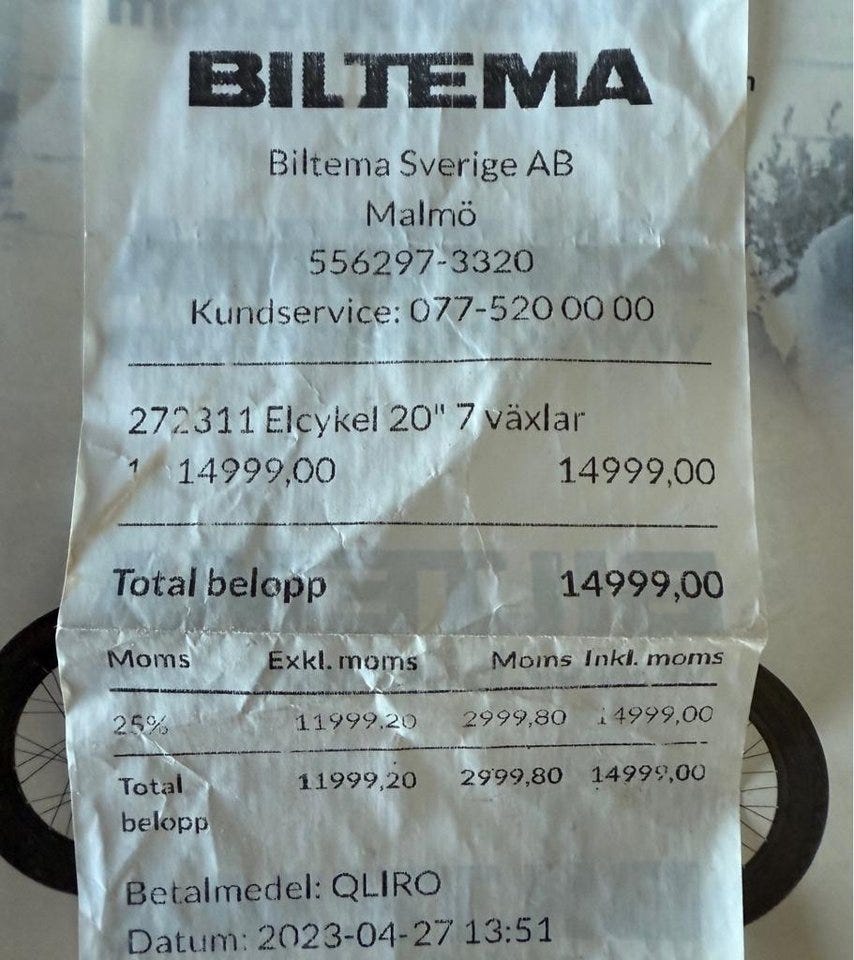 BILTEMA
Biltema Sverige AB
Malmö
556297-3320
Kundservice: 077-520 00 00
272311 Elcykel 20" 7 växlar
1 14999,00 14999,00
Total belopp 14999,00
Moms Exkl. moms Moms Inkl. moms
25% 11999,20 2999,80 14999,00
Total belopp 11999,20 2999,80 14999,00
Betalmedel: QLIRO
Datum: 2023-04-27 13:51